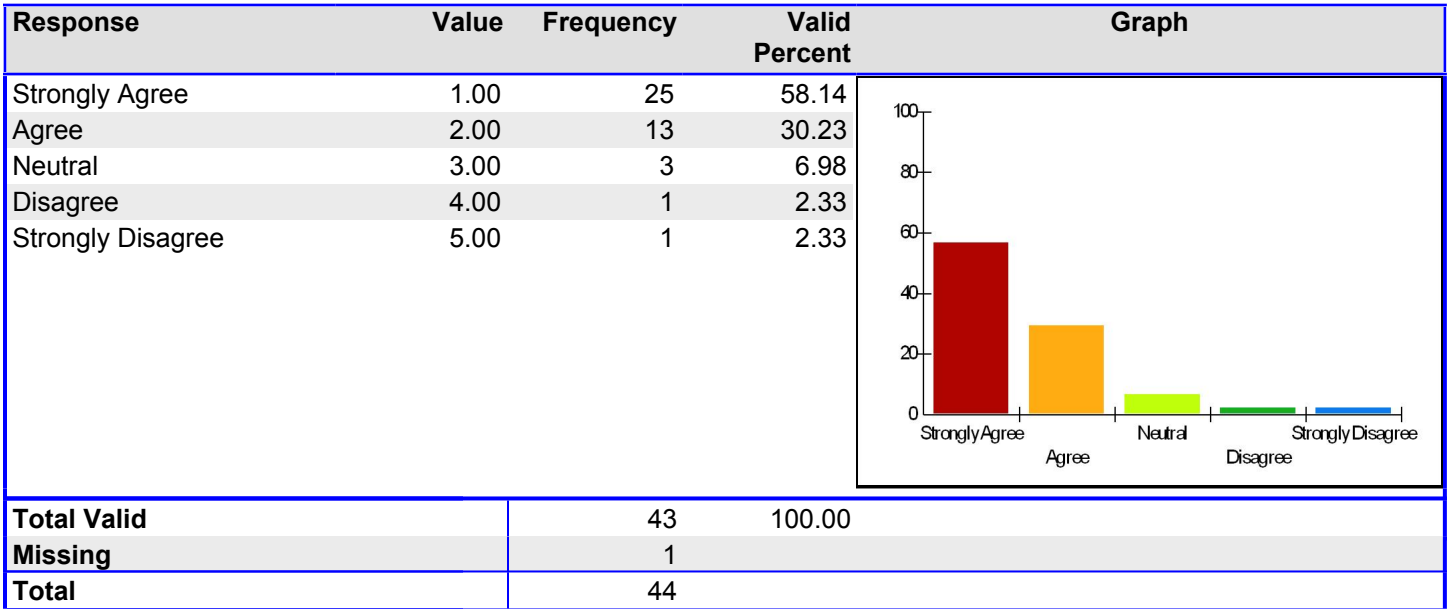 Response Value Frequency Valid Percent Graph
Strongly Agree 1.00 25 58.14
Agree 2.00 13 30.23
Neutral 3.00 3 6.98
Disagree 4.00 1 2.33
Strongly Disagree 5.00 1 2.33
100
80
60
40
20
0
Strongly Agree Neutral Strongly Disagree
Agree Disagree
Total Valid 43 100.00
Missing 1
Total 44